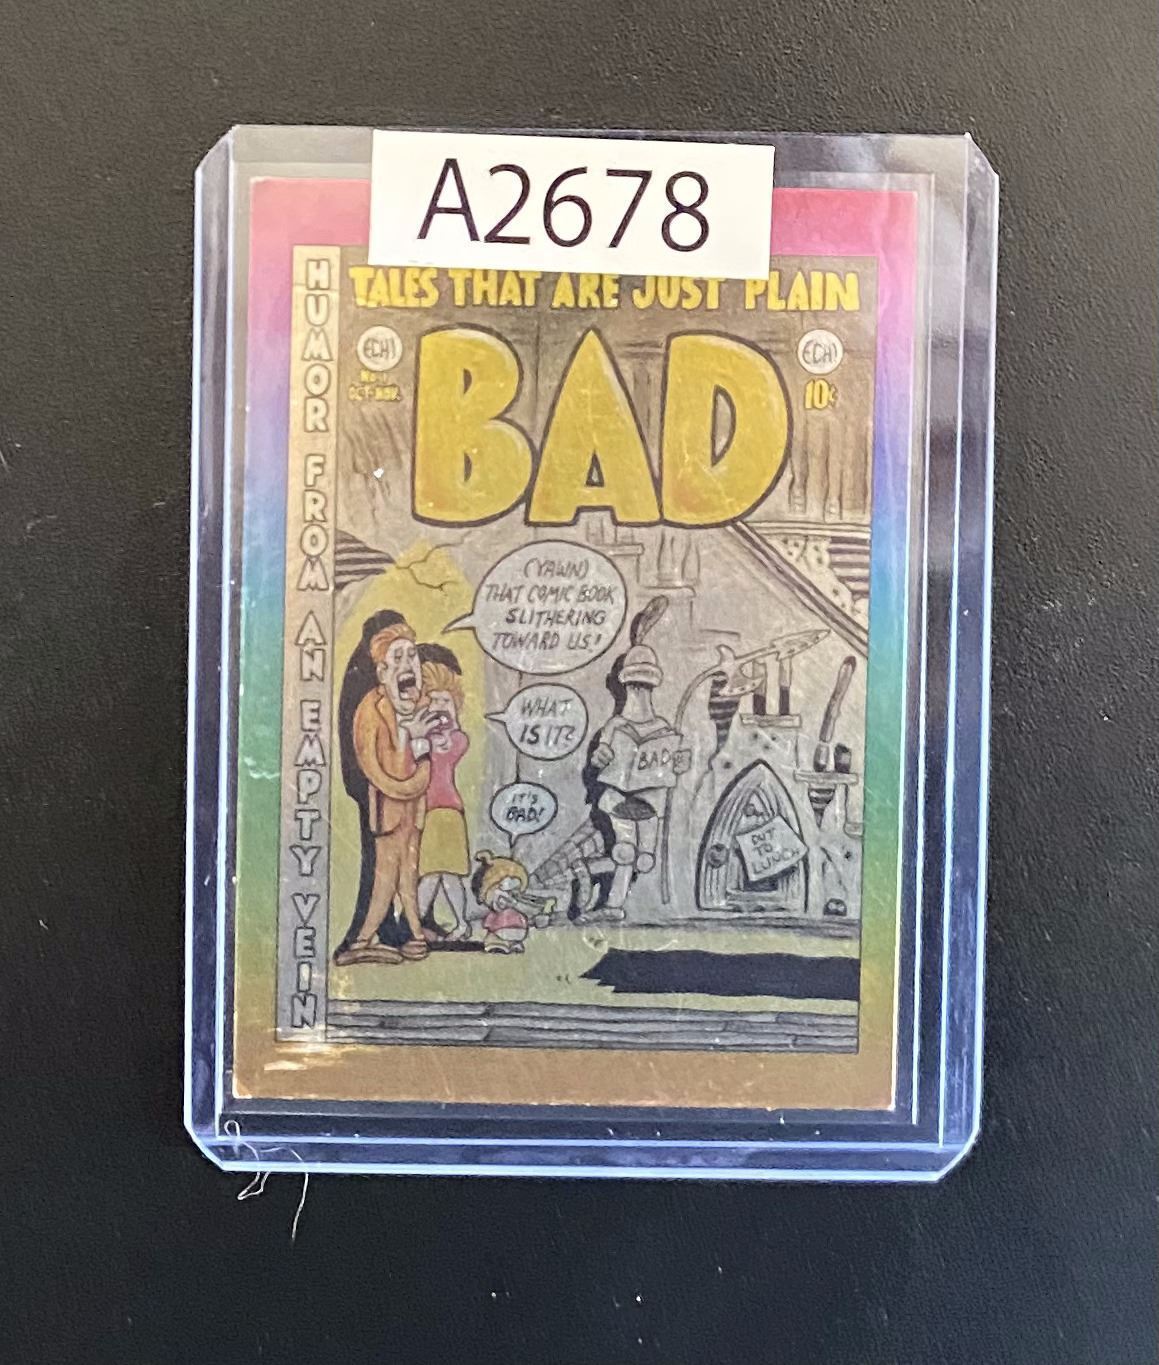 A2678
TALES THAT ARE JUST PLAIN
BAD
ECH!
ECH!
10¢
HUMOR FROM AN EMPTY VEIN
(YAWN)
THAT COMIC BOOK
SLITHERING
TOWARD US!
WHAT
IS IT?
BAD
IT'S
BAD!
OUT
TO
LUNCH